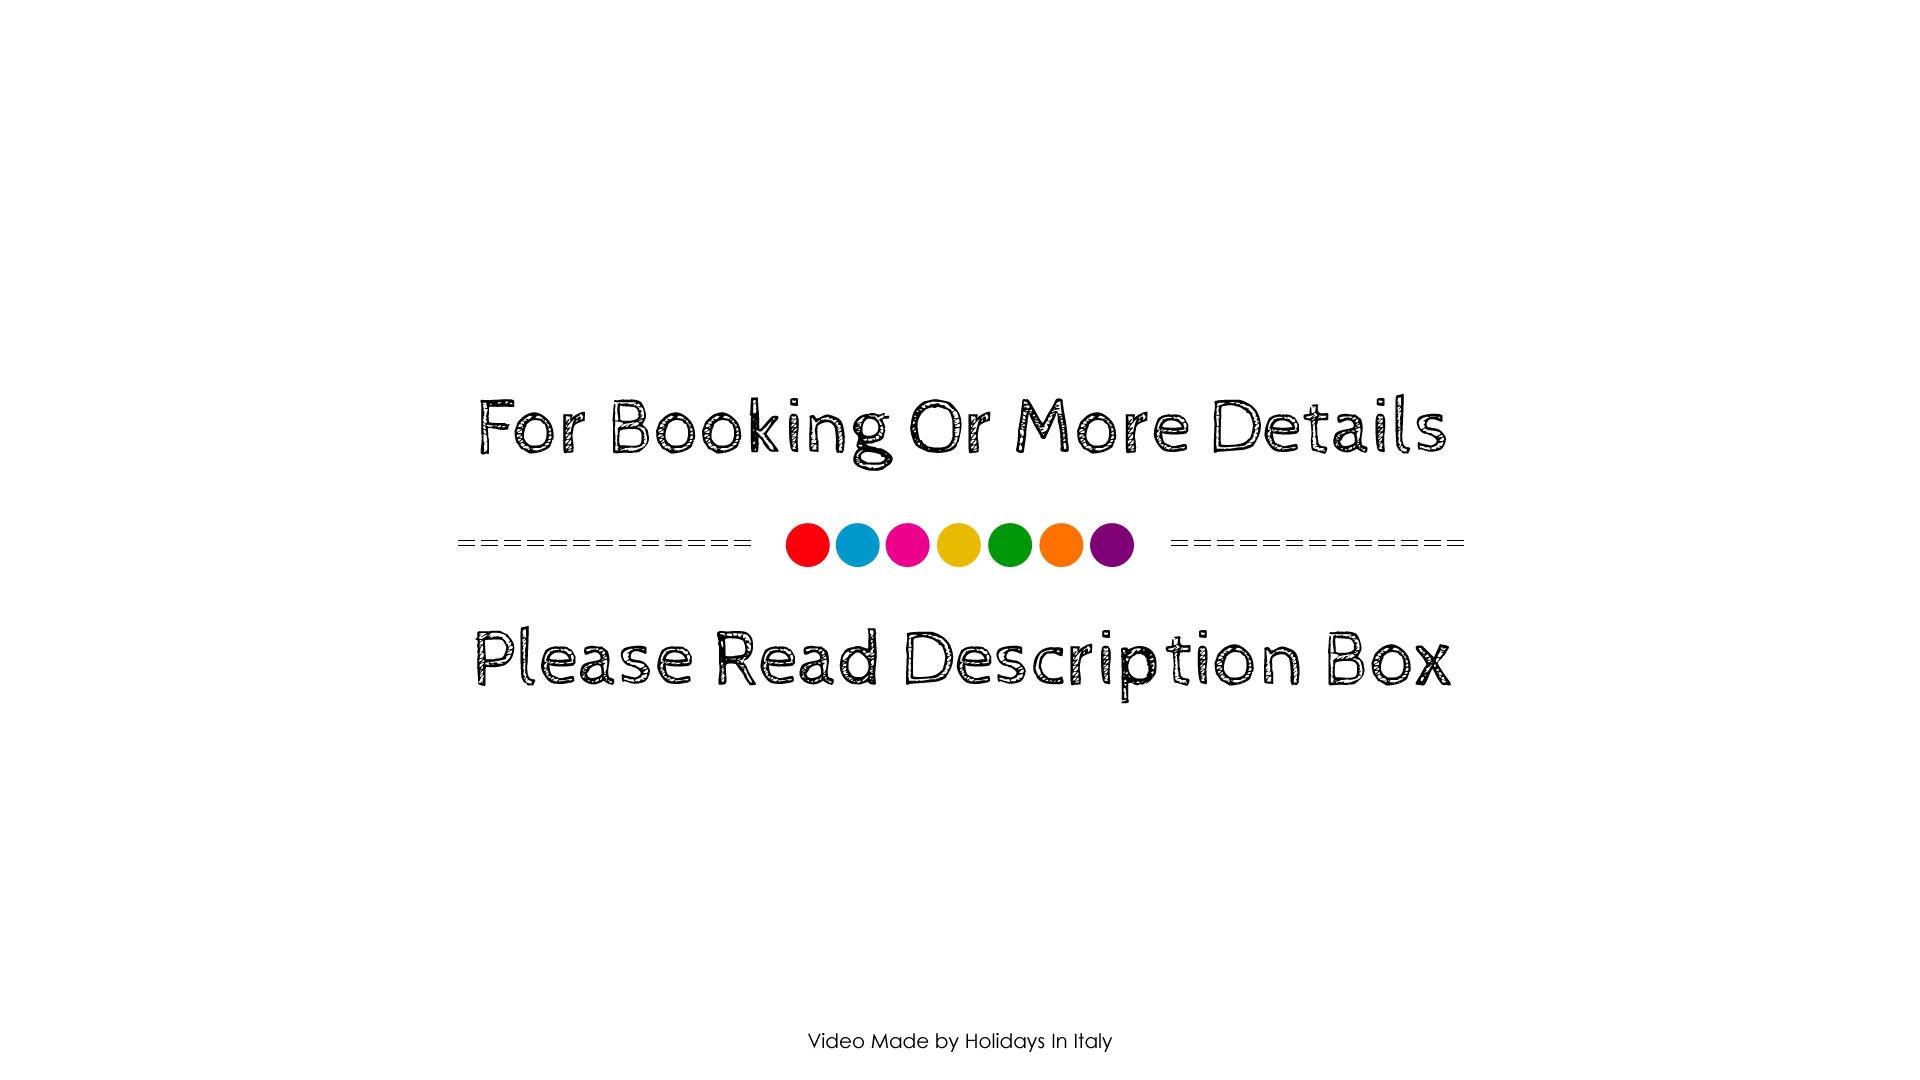 For Booking Or More Details
============= =============
Please Read Description Box
Video Made by Holidays In Italy